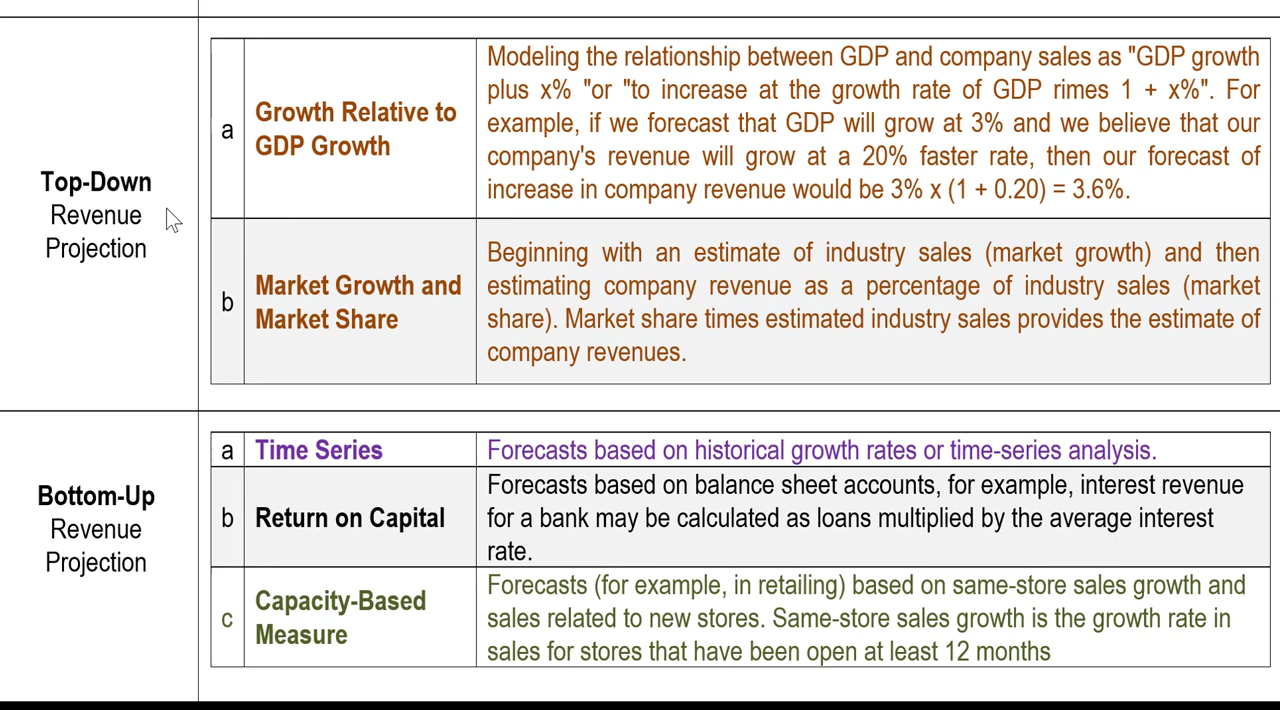 Top-Down
Revenue
Projection
a
Growth Relative to
GDP Growth
Modeling the relationship between GDP and company sales as "GDP growth
plus x% "or "to increase at the growth rate of GDP rimes 1 + x%". For
example, if we forecast that GDP will grow at 3% and we believe that our
company's revenue will grow at a 20% faster rate, then our forecast of
increase in company revenue would be 3% x (1 + 0.20) = 3.6%.
b
Market Growth and
Market Share
Beginning with an estimate of industry sales (market growth) and then
estimating company revenue as a percentage of industry sales (market
share). Market share times estimated industry sales provides the estimate of
company revenues.
Bottom-Up
Revenue
Projection
a
Time Series
Forecasts based on historical growth rates or time-series analysis.
b
Return on Capital
Forecasts based on balance sheet accounts, for example, interest revenue
for a bank may be calculated as loans multiplied by the average interest
rate.
c
Capacity-Based
Measure
Forecasts (for example, in retailing) based on same-store sales growth and
sales related to new stores. Same-store sales growth is the growth rate in
sales for stores that have been open at least 12 months